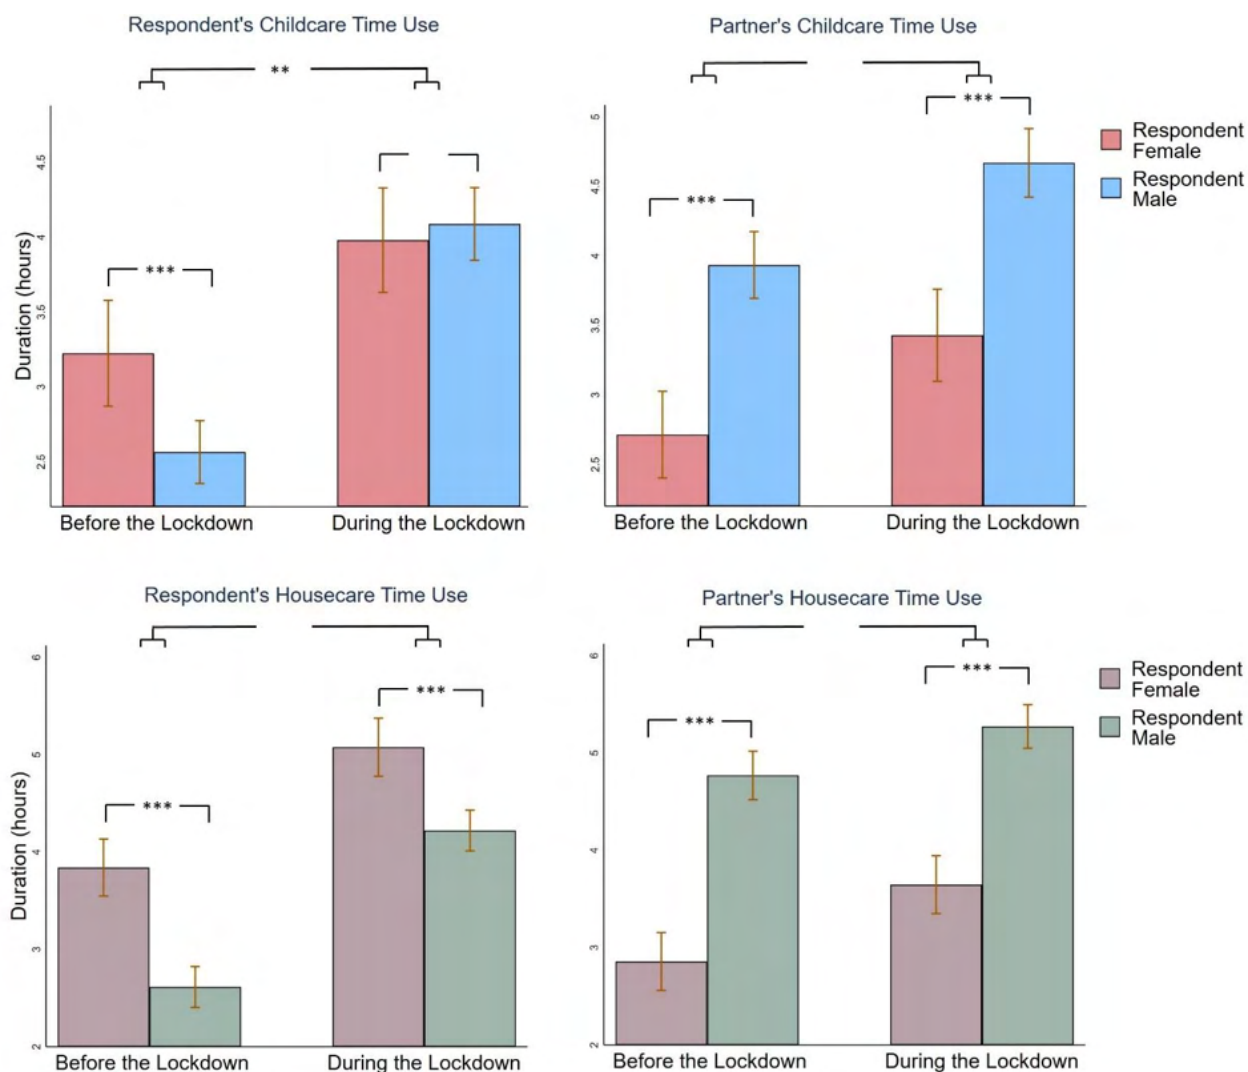 Respondent's Childcare Time Use
**
Duration (hours)
4.5
4
3.5
3
2.5
***
Before the Lockdown
During the Lockdown
Partner's Childcare Time Use
5
4.5
4
3.5
3
2.5
***
***
Before the Lockdown
During the Lockdown
Respondent
Female
Respondent
Male
Respondent's Housecare Time Use
Duration (hours)
6
5
4
3
2
***
***
Before the Lockdown
During the Lockdown
Partner's Housecare Time Use
6
5
4
3
2
***
***
Before the Lockdown
During the Lockdown
Respondent
Female
Respondent
Male